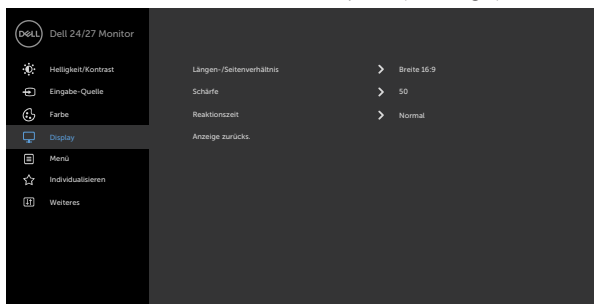 DELL
Dell 24/27 Monitor
Helligkeit/Kontrast
Längen-/Seitenverhältnis
Breite 16:9
Eingabe-Quelle
Schärfe
50
Farbe
Reaktionszeit
Normal
Display
Anzeige zurücks.
Menü
Individualisieren
Weiteres